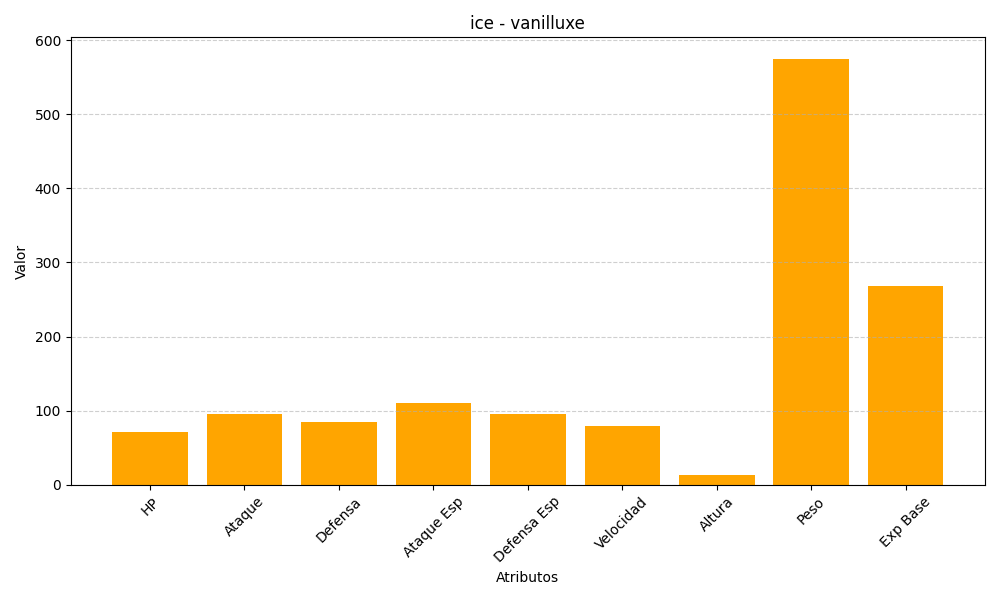 ice - vanilluxe
600
500
400
300
200
100
0
Valor
HP
Ataque
Defensa
Ataque Esp
Defensa Esp
Velocidad
Altura
Peso
Exp Base
Atributos